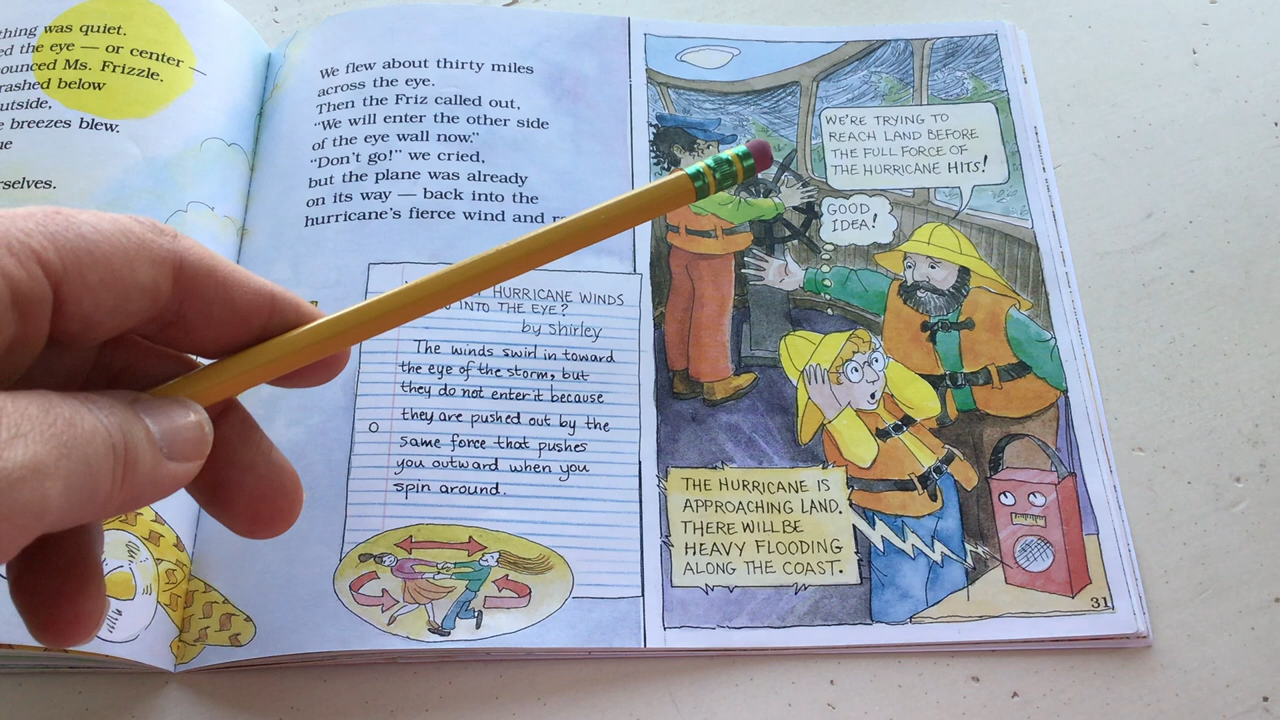 thing was quiet.
ed the eye — or center —
ounced Ms. Frizzle.
rashed below
utside,
e breezes blew.
ue
rselves.
We flew about thirty miles
across the eye.
Then the Friz called out,
“We will enter the other side
of the eye wall now.”
“Don’t go!” we cried,
but the plane was already
on its way — back into the
hurricane’s fierce wind and
HURRICANE WINDS
INTO THE EYE?
by Shirley
The winds swirl in toward
the eye of the storm, but
they do not enter it because
they are pushed out by the
same force that pushes
you outward when you
spin around.
WE'RE TRYING TO
REACH LAND BEFORE
THE FULL FORCE OF
THE HURRICANE HITS!
GOOD
IDEA!
THE HURRICANE IS
APPROACHING LAND.
THERE WILL BE
HEAVY FLOODING
ALONG THE COAST.
31